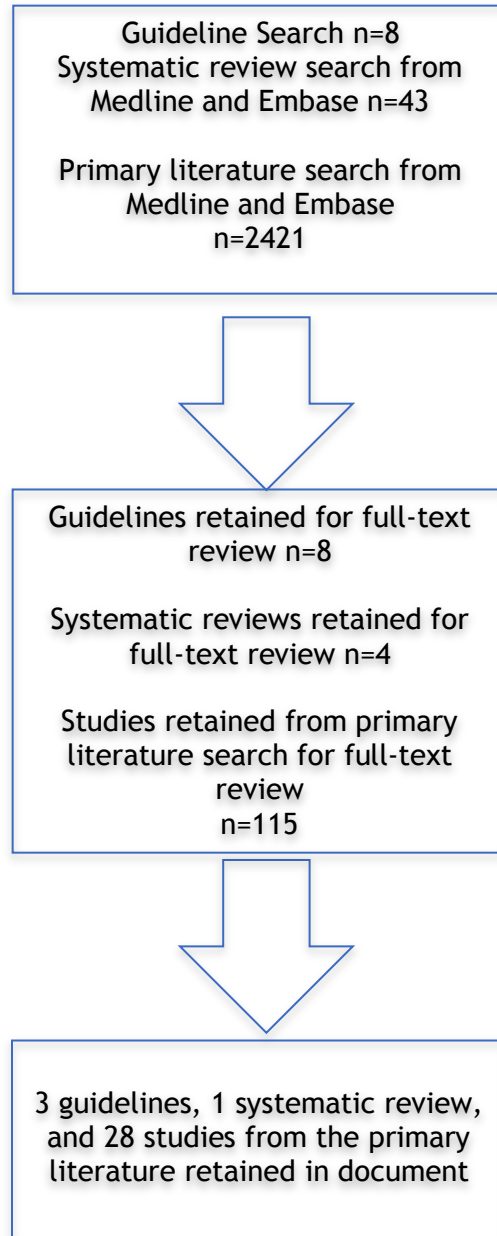 Guideline Search n=8
Systematic review search from
Medline and Embase n=43
Primary literature search from
Medline and Embase
n=2421
Guidelines retained for full-text
review n=8
Systematic reviews retained for
full-text review n=4
Studies retained from primary
literature search for full-text
review
n=115
3 guidelines, 1 systematic review,
and 28 studies from the primary
literature retained in document